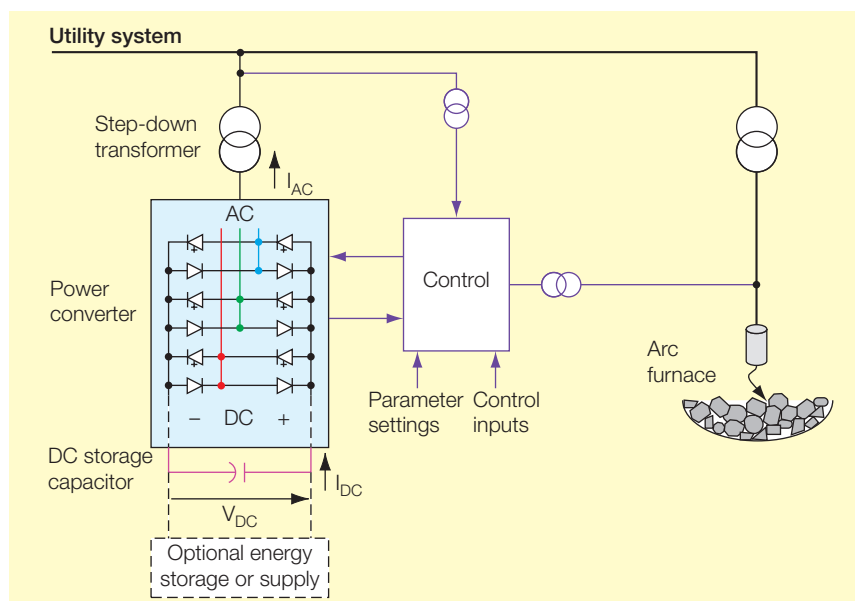 Utility system
Step-down
transformer
I_AC
AC
Power
converter
Control
Arc
furnace
Parameter
settings
Control
inputs
− DC +
DC storage
capacitor
I_DC
V_DC
Optional energy
storage or supply